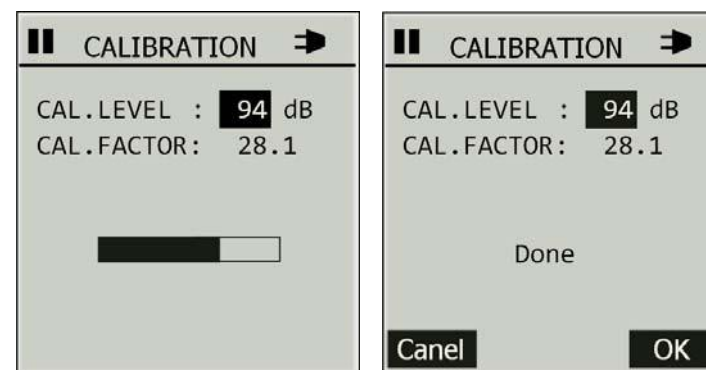 CALIBRATION
CAL.LEVEL : 94 dB
CAL.FACTOR: 28.1
CALIBRATION
CAL.LEVEL : 94 dB
CAL.FACTOR: 28.1
Done
Canel OK